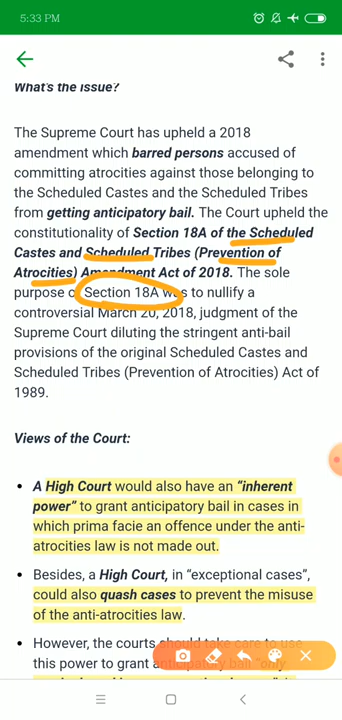 5:33 PM
What's the issue?
The Supreme Court has upheld a 2018
amendment which barred persons accused of
committing atrocities against those belonging to
the Scheduled Castes and the Scheduled Tribes
from getting anticipatory bail. The Court upheld the
constitutionality of Section 18A of the Scheduled
Castes and Scheduled Tribes (Prevention of
Atrocities) Amendment Act of 2018. The sole
purpose of Section 18A was to nullify a
controversial March 20, 2018, judgment of the
Supreme Court diluting the stringent anti-bail
provisions of the original Scheduled Castes and
Scheduled Tribes (Prevention of Atrocities) Act of
1989.
Views of the Court:
• A High Court would also have an “inherent
power” to grant anticipatory bail in cases in
which prima facie an offence under the anti-
atrocities law is not made out.
• Besides, a High Court, in “exceptional cases”,
could also quash cases to prevent the misuse
of the anti-atrocities law.
• However, the courts should take care to use
this power to grant anticipatory bail “only